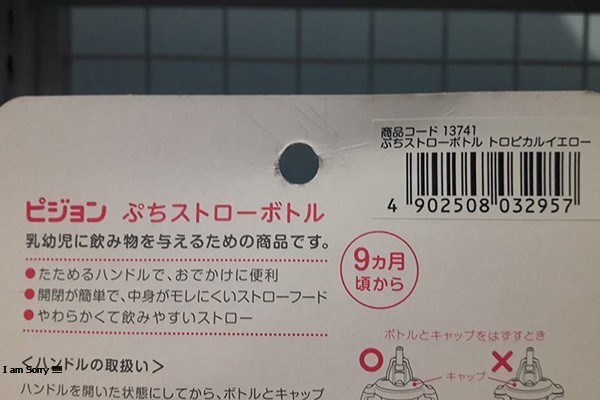 商品コード 13741
ぷちストローボトル トロピカルイエロー
4 902508 032957
ピジョン ぷちストローボトル
乳幼児に飲み物を与えるための商品です。
9ヵ月
頃から
●たためるハンドルで、おでかけに便利
●開閉が簡単で、中身がモレにくいストローフード
●やわらかくて飲みやすいストロー
ボトルとキャップをはずすとき
キャップ
<ハンドルの取扱い>
I am Sorry !!!!!
ハンドルを開いた状態にしてから、ボトルとキャップ